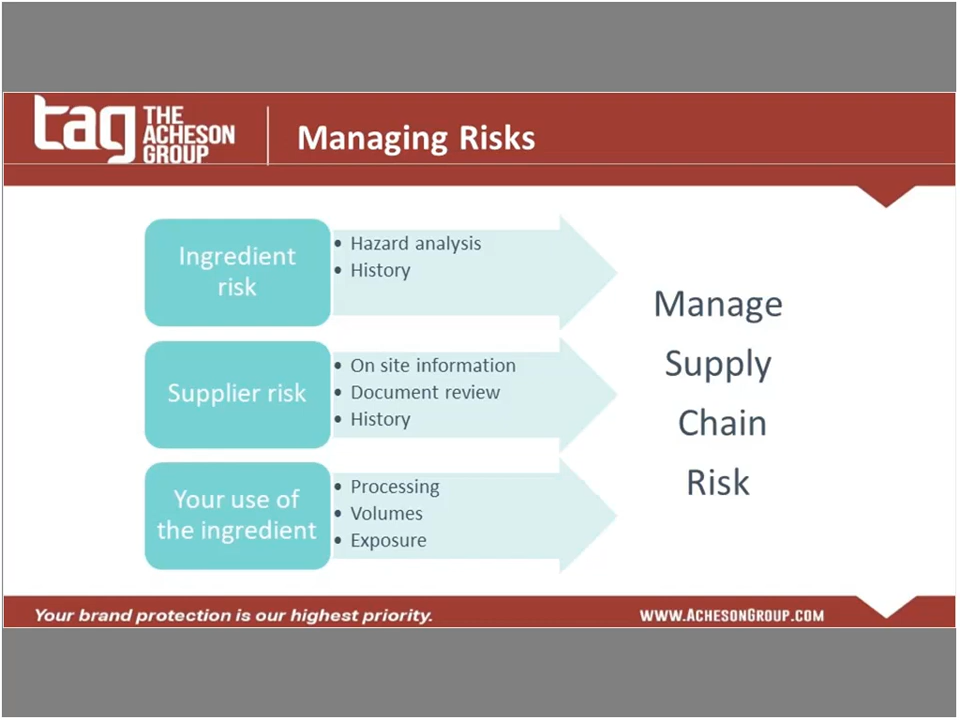 tag THE
ACHESON
GROUP
Managing Risks
Ingredient
risk
• Hazard analysis
• History
Supplier risk
• On site information
• Document review
• History
Your use of
the ingredient
• Processing
• Volumes
• Exposure
Manage
Supply
Chain
Risk
Your brand protection is our highest priority.
WWW.ACHESONGROUP.COM